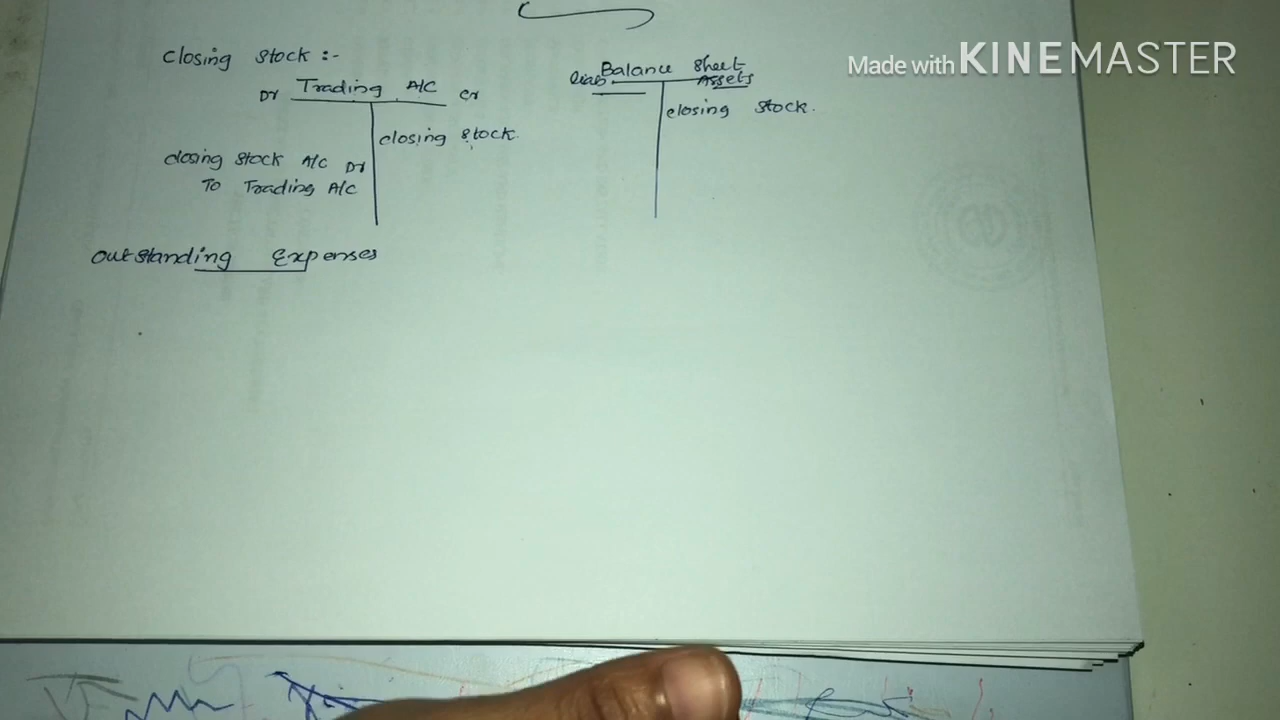 Made with KINEMASTER
closing stock :-
Dr Trading A/C Cr
closing stock
closing stock A/C Dr
To Trading A/C
Balance Sheet
liab Assets
closing stock.
outstanding Expenses